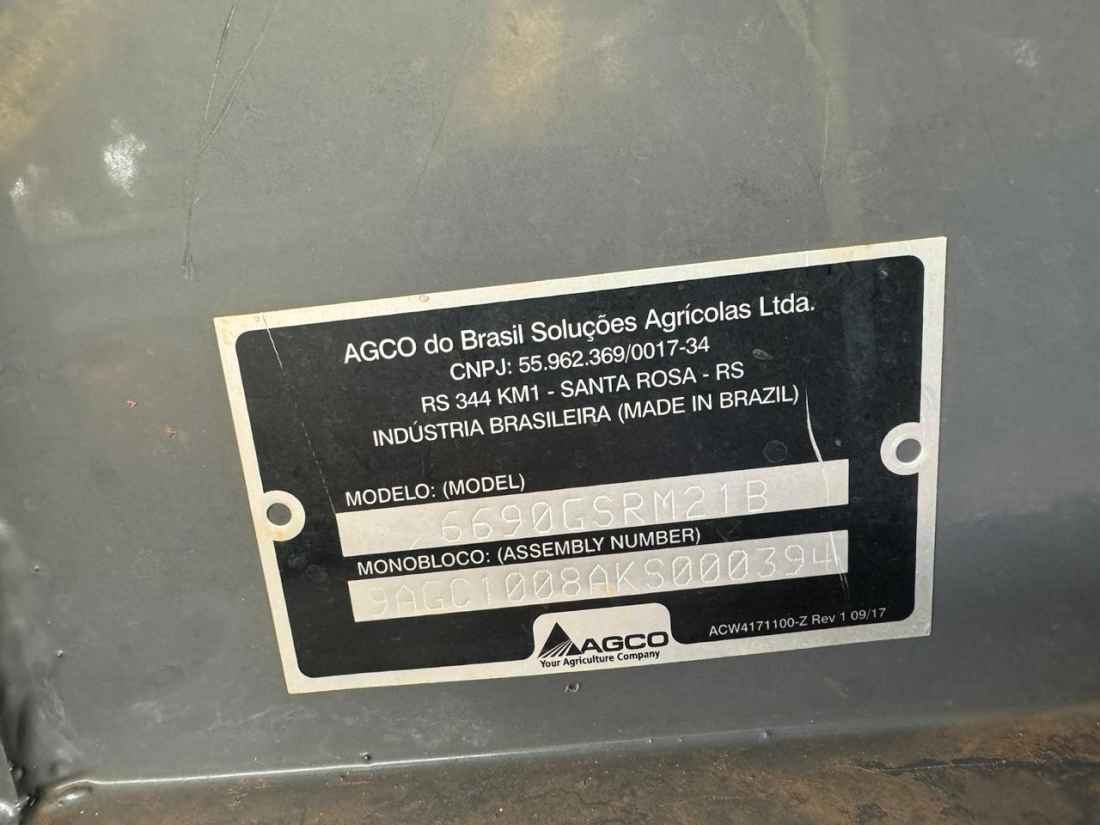 AGCO do Brasil Soluções Agrícolas Ltda.
CNPJ: 55.962.369/0017-34
RS 344 KM1 - SANTA ROSA - RS
INDÚSTRIA BRASILEIRA (MADE IN BRAZIL)
MODELO: (MODEL)
6690GSRM21B
MONOBLOCO: (ASSEMBLY NUMBER)
9AGC1008AKS000394
AGCO
Your Agriculture Company
ACW4171100-Z Rev 1 09/17